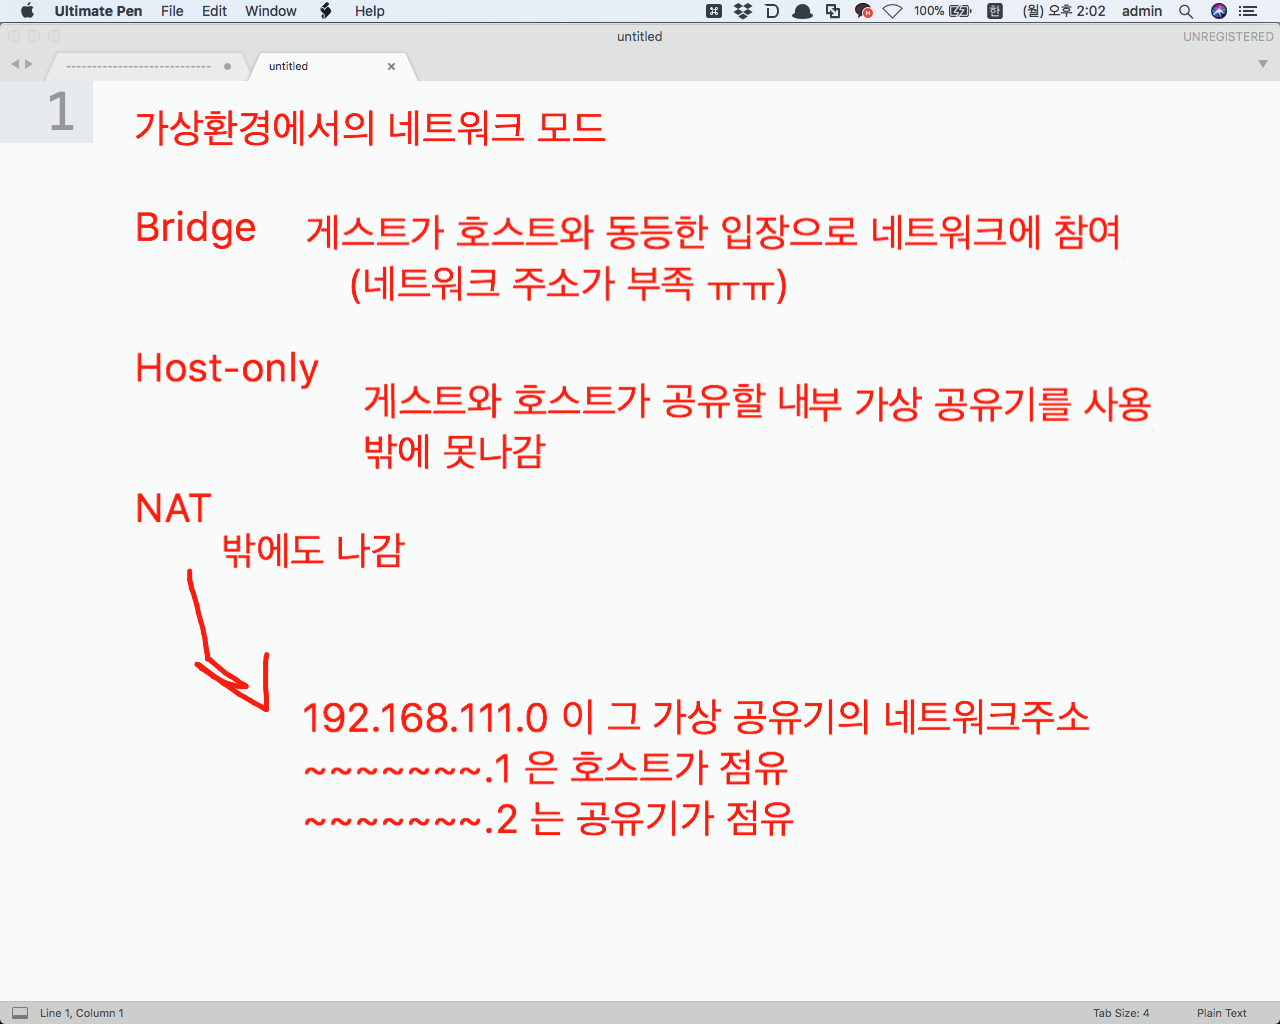 Ultimate Pen File Edit Window Help 100% 한 (월) 오후 2:02 admin
untitled UNREGISTERED
---------------------------- untitled
1
가상환경에서의 네트워크 모드
Bridge 게스트가 호스트와 동등한 입장으로 네트워크에 참여
(네트워크 주소가 부족 ㅠㅠ)
Host-only
게스트와 호스트가 공유할 내부 가상 공유기를 사용
밖에 못나감
NAT
밖에도 나감
192.168.111.0 이 그 가상 공유기의 네트워크주소
~~~~~~~.1 은 호스트가 점유
~~~~~~~.2 는 공유기가 점유
Line 1, Column 1 Tab Size: 4 Plain Text